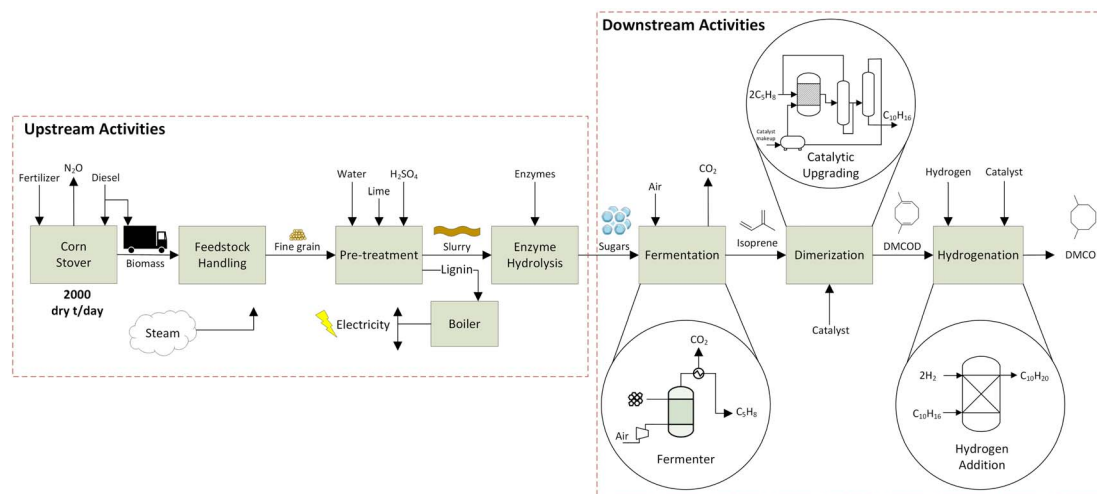 Downstream Activities
2C₅H₈
C₁₀H₁₆
Catalyst
makeup
Catalytic
Upgrading
Upstream Activities
N₂O
Fertilizer
Diesel
Water
Lime
H₂SO₄
Enzymes
Air
CO₂
Hydrogen
Catalyst
Corn
Stover
Biomass
Feedstock
Handling
Fine grain
Pre-treatment
Slurry
Lignin
Enzyme
Hydrolysis
Sugars
Fermentation
Isoprene
Dimerization
DMCOD
Hydrogenation
DMCO
2000
dry t/day
Steam
Electricity
Boiler
Catalyst
CO₂
C₅H₈
Air
Fermenter
2H₂
C₁₀H₂₀
C₁₀H₁₆
Hydrogen
Addition